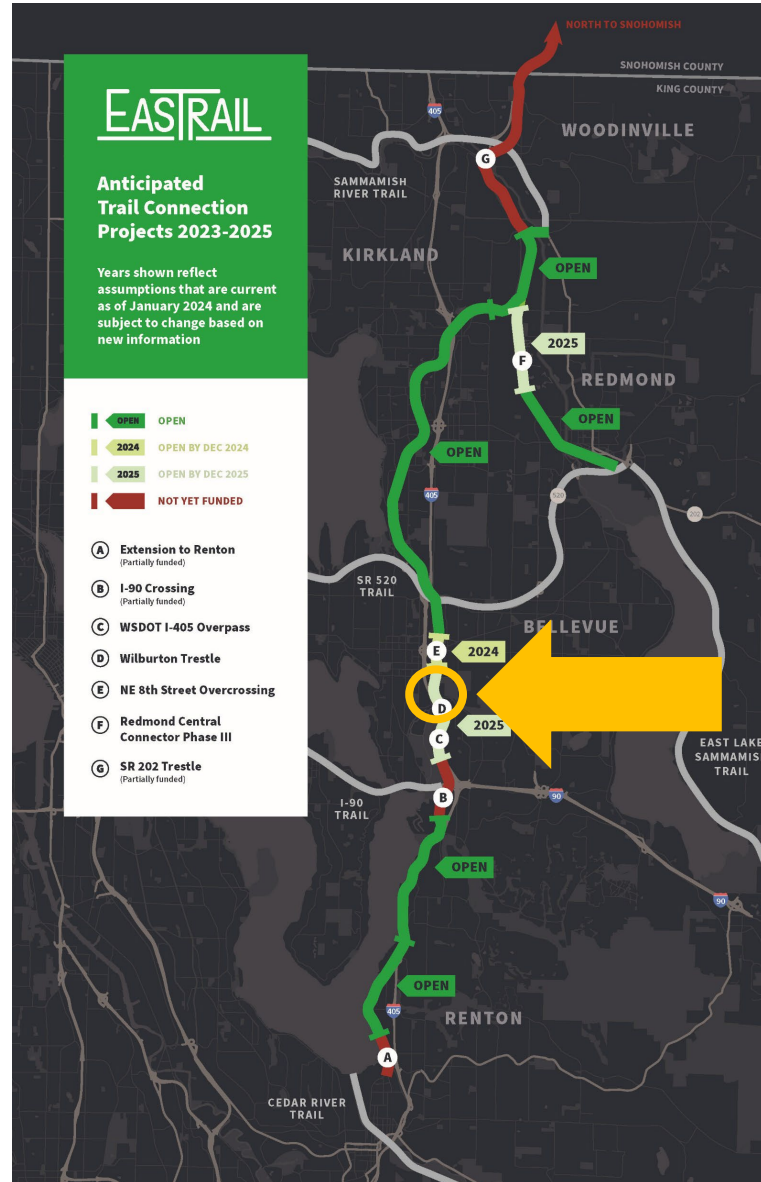 EASTRAIL
Anticipated
Trail Connection
Projects 2023-2025
Years shown reflect
assumptions that are current
as of January 2024 and are
subject to change based on
new information
OPEN OPEN
2024 OPEN BY DEC 2024
2025 OPEN BY DEC 2025
NOT YET FUNDED
A Extension to Renton
(Partially funded)
B I-90 Crossing
(Partially funded)
C WSDOT I-405 Overpass
D Wilburton Trestle
E NE 8th Street Overcrossing
F Redmond Central
Connector Phase III
G SR 202 Trestle
(Partially funded)
NORTH TO SNOHOMISH
SNOHOMISH COUNTY
KING COUNTY
405
WOODINVILLE
G
SAMMAMISH
RIVER TRAIL
KIRKLAND
OPEN
2025
F
REDMOND
OPEN
OPEN
405
520
202
SR 520
TRAIL
BELLEVUE
E
2024
D
2025
C
EAST LAKE
SAMMAMISH
TRAIL
B
90
I-90
TRAIL
OPEN
90
OPEN
405
RENTON
A
CEDAR RIVER
TRAIL